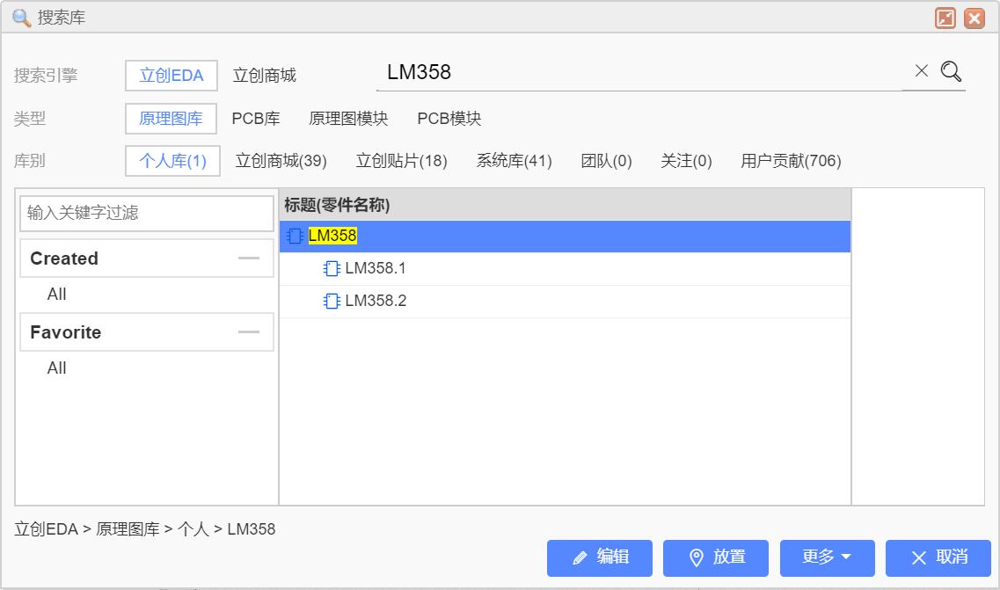 搜索库
搜索引擎 立创EDA 立创商城 LM358
类型 原理图库 PCB库 原理图模块 PCB模块
库别 个人库(1) 立创商城(39) 立创贴片(18) 系统库(41) 团队(0) 关注(0) 用户贡献(706)
输入关键字过滤
Created
All
Favorite
All
标题(零件名称)
LM358
LM358.1
LM358.2
立创EDA > 原理图库 > 个人 > LM358
编辑 放置 更多 取消